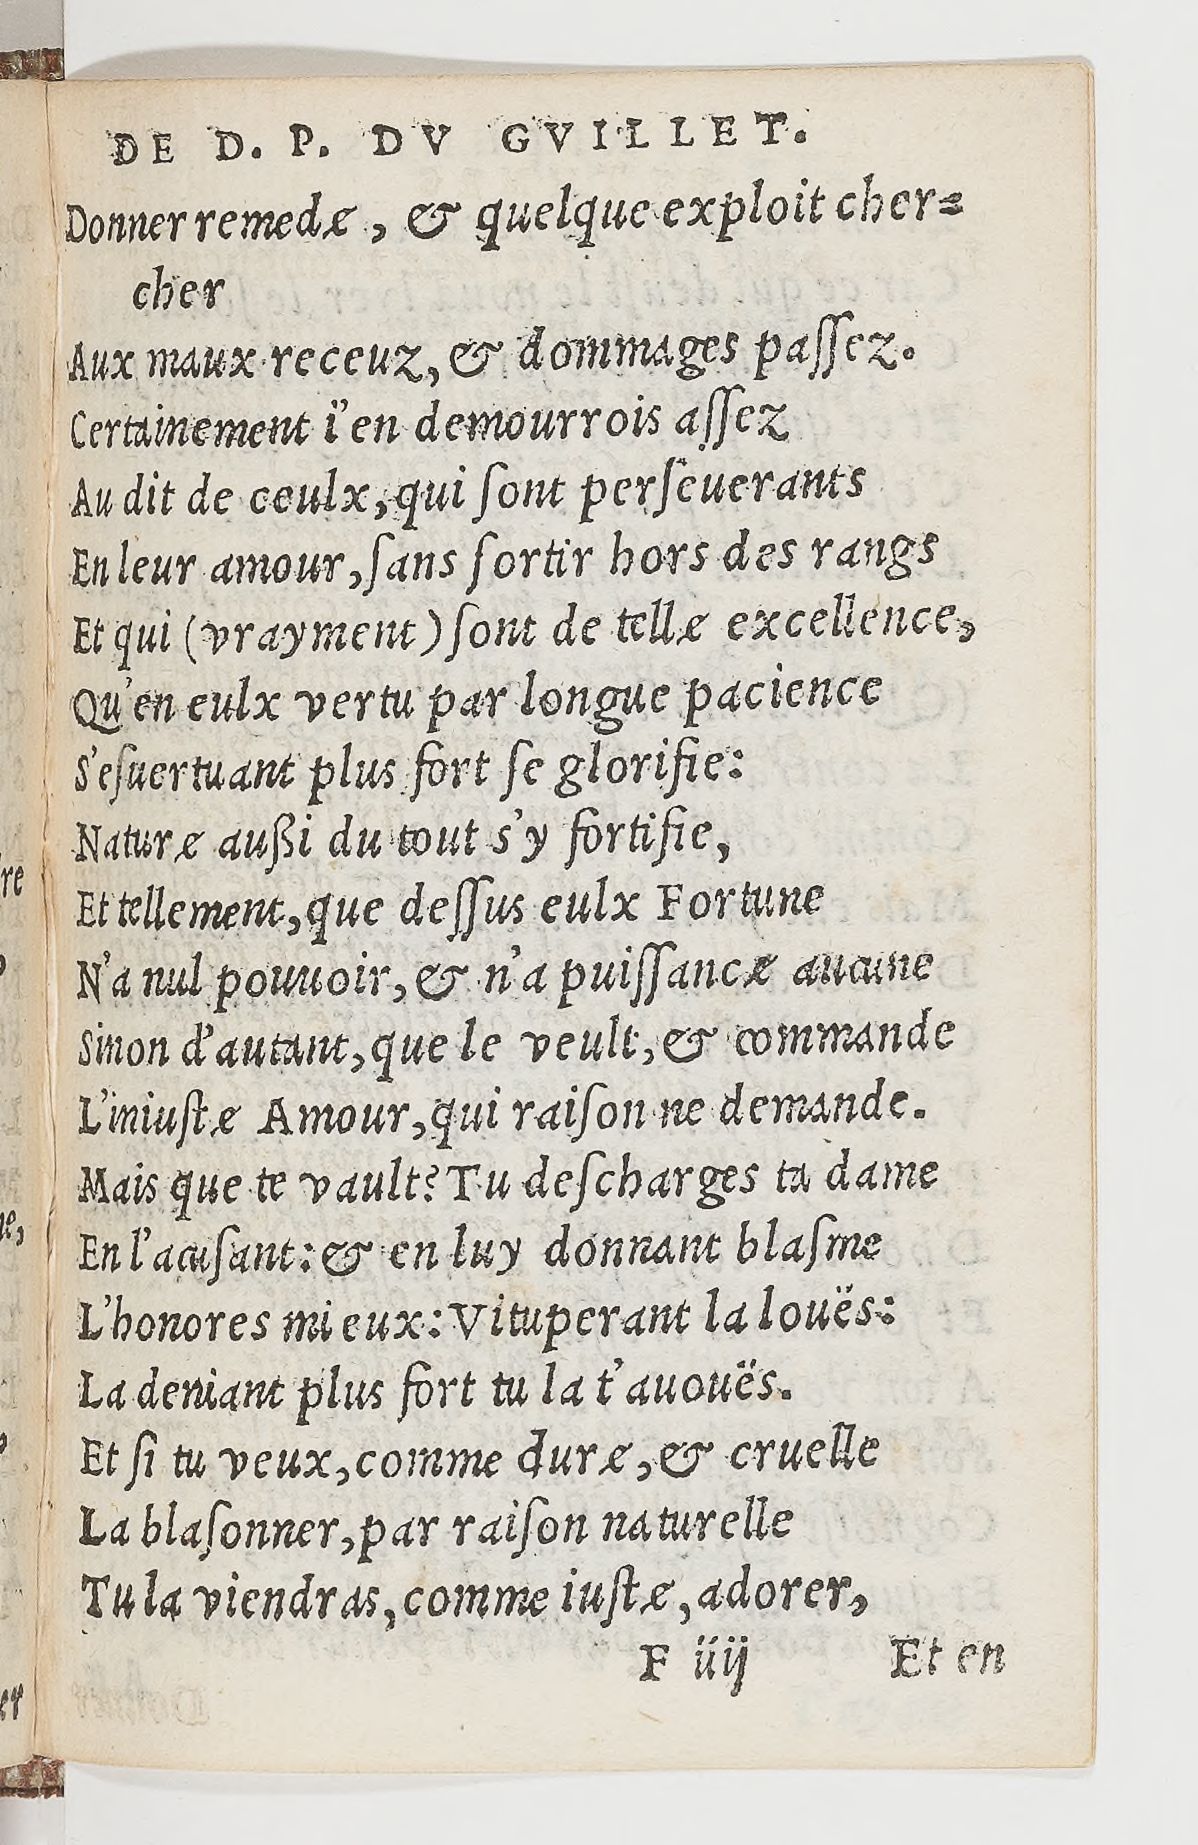 DE D. P. DV GVILLET.
Donner remede, & quelque exploit cher=
cher
Aux maux receuz, & dommages paſſez.
Certainement i'en demourrois aſſez
Au dit de ceulx, qui ſont perſeuerants
En leur amour, ſans ſortir hors des rangs
Et qui (vrayment) ſont de telle excellence,
Qu'en eulx vertu par longue pacience
S'eſuertuant plus fort ſe glorifie:
Nature außi du tout s'y fortifie,
Et tellement, que deſſus eulx Fortune
N'a nul pouuoir, & n'a puiſſance aucune
Sinon d'autant, que le veult, & commande
L'iniuſte Amour, qui raiſon ne demande.
Mais que te vault? Tu deſcharges ta dame
En l'acuſant: & en luy donnant blaſme
L'honores mieux: Vituperant la louës:
La deniant plus fort tu la t'auouës.
Et ſi tu veux, comme dure, & cruelle
La blaſonner, par raiſon naturelle
Tu la viendras, comme iuſte, adorer,
F iiij Et en